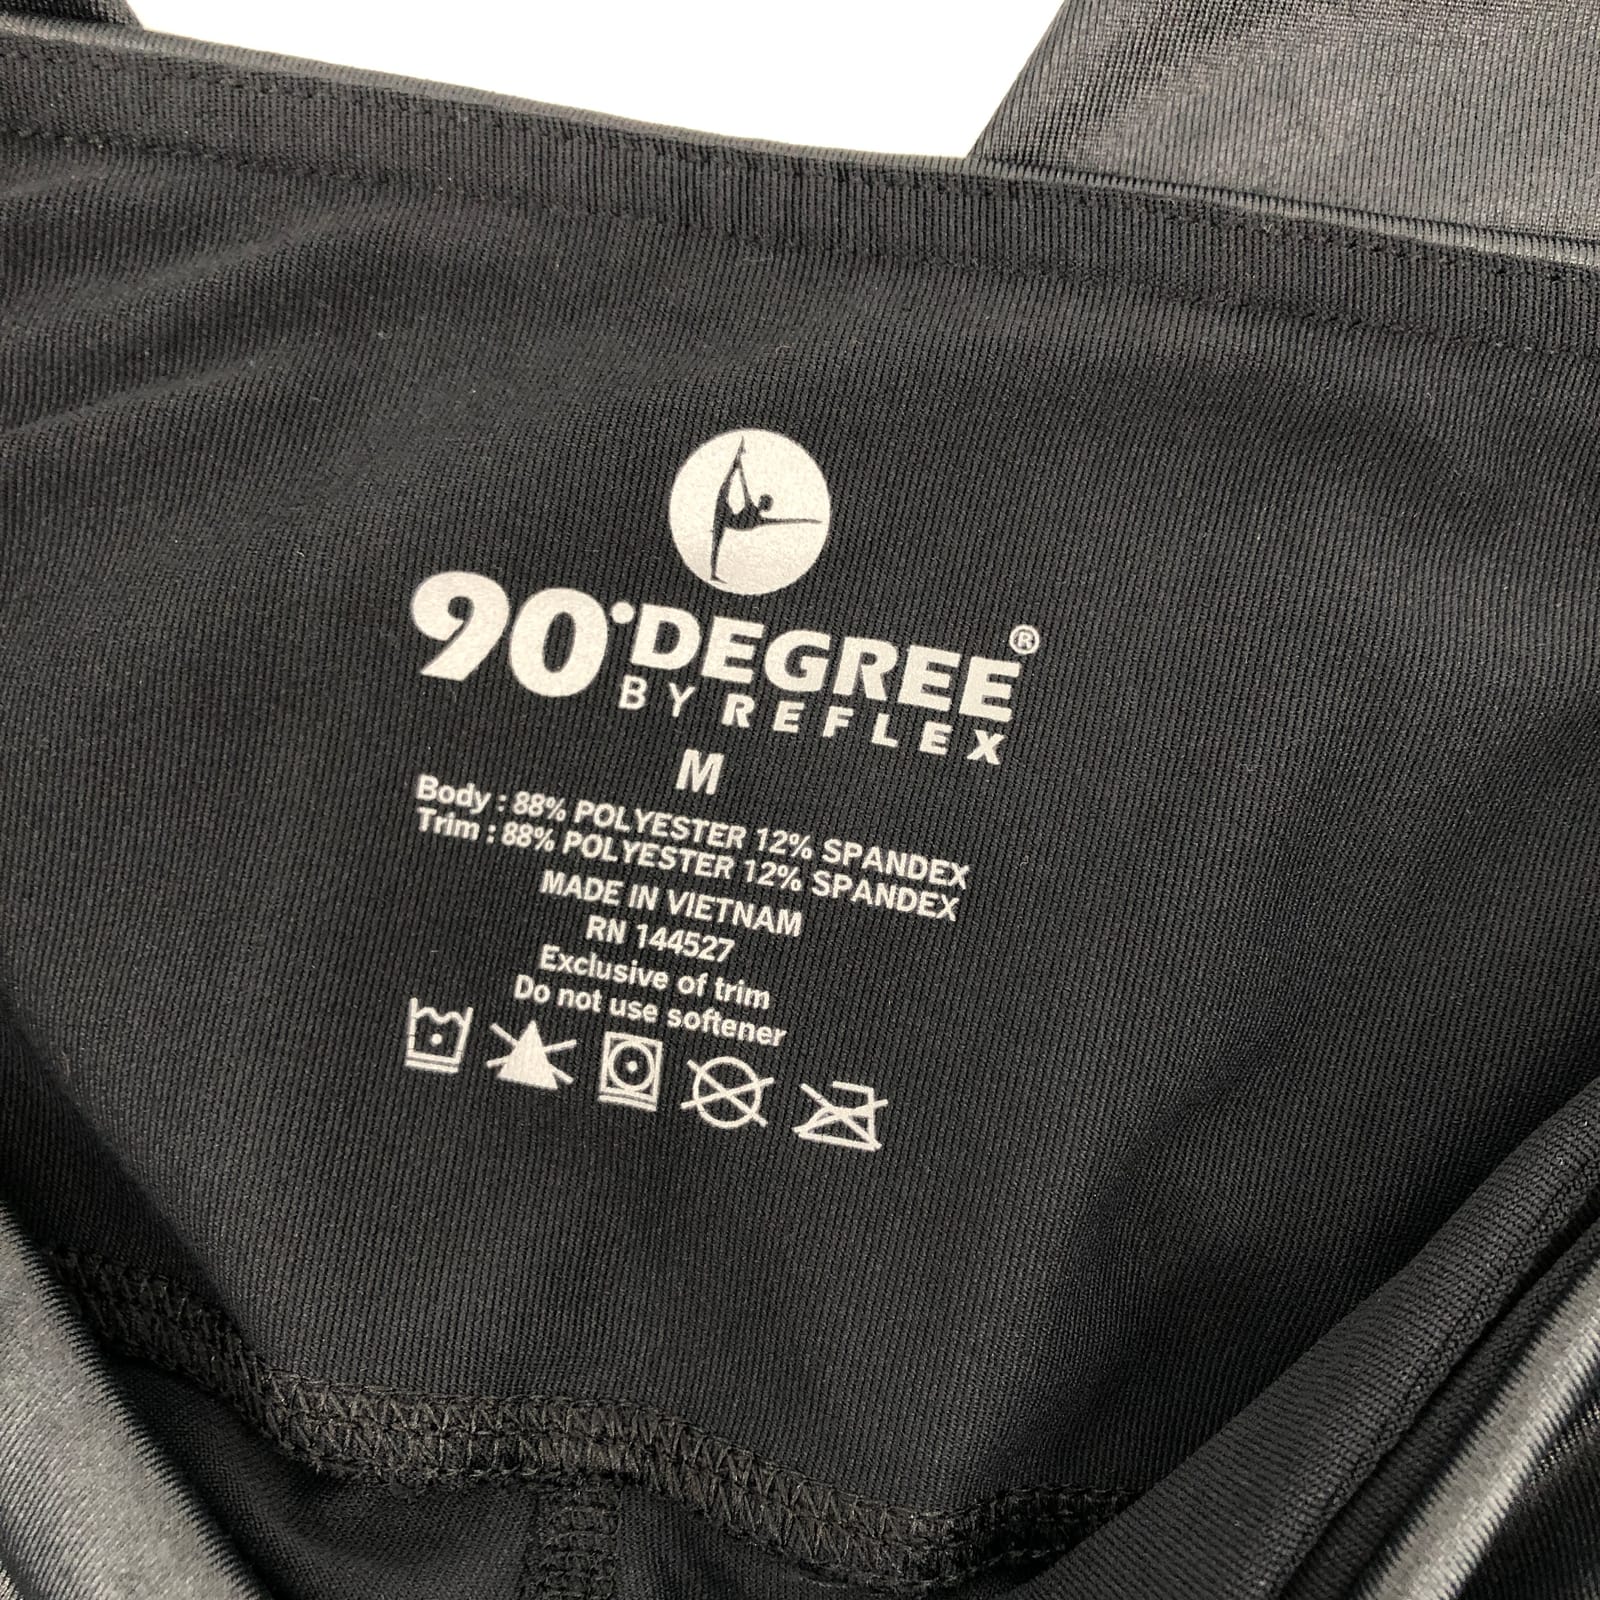 90°DEGREE®
BY REFLEX
M
Body : 88% POLYESTER 12% SPANDEX
Trim : 88% POLYESTER 12% SPANDEX
MADE IN VIETNAM
RN 144527
Exclusive of trim
Do not use softener